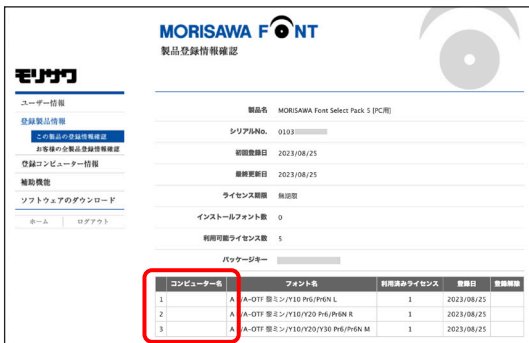 MORISAWA FONT
製品登録情報確認
モリサワ
ユーザー情報
登録製品情報
この製品の登録情報確認
お客様の全製品登録情報確認
登録コンピューター情報
補助機能
ソフトウェアのダウンロード
ホーム ログアウト
製品名 MORISAWA Font Select Pack 5 [PC用]
シリアルNo. 0103
初回登録日 2023/08/25
最終更新日 2023/08/25
ライセンス期限 無期限
インストールフォント数 0
利用可能ライセンス数 5
パッケージキー
コンピューター名 フォント名 利用済みライセンス 登録日 登録解除
1 A /A-OTF 黎ミン/Y10 Pr6/Pr6N L 1 2023/08/25
2 A /A-OTF 黎ミン/Y10/Y20 Pr6/Pr6N R 1 2023/08/25
3 A /A-OTF 黎ミン/Y10/Y20/Y30 Pr6/Pr6N M 1 2023/08/25